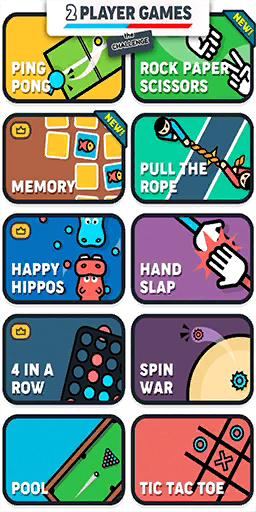 2 PLAYER GAMES
the
CHALLENGE
PING
PONG
NEW!
ROCK PAPER
SCISSORS
NEW!
MEMORY
PULL THE
ROPE
HAPPY
HIPPOS
HAND
SLAP
4 IN A
ROW
SPIN
WAR
POOL
TIC TAC TOE